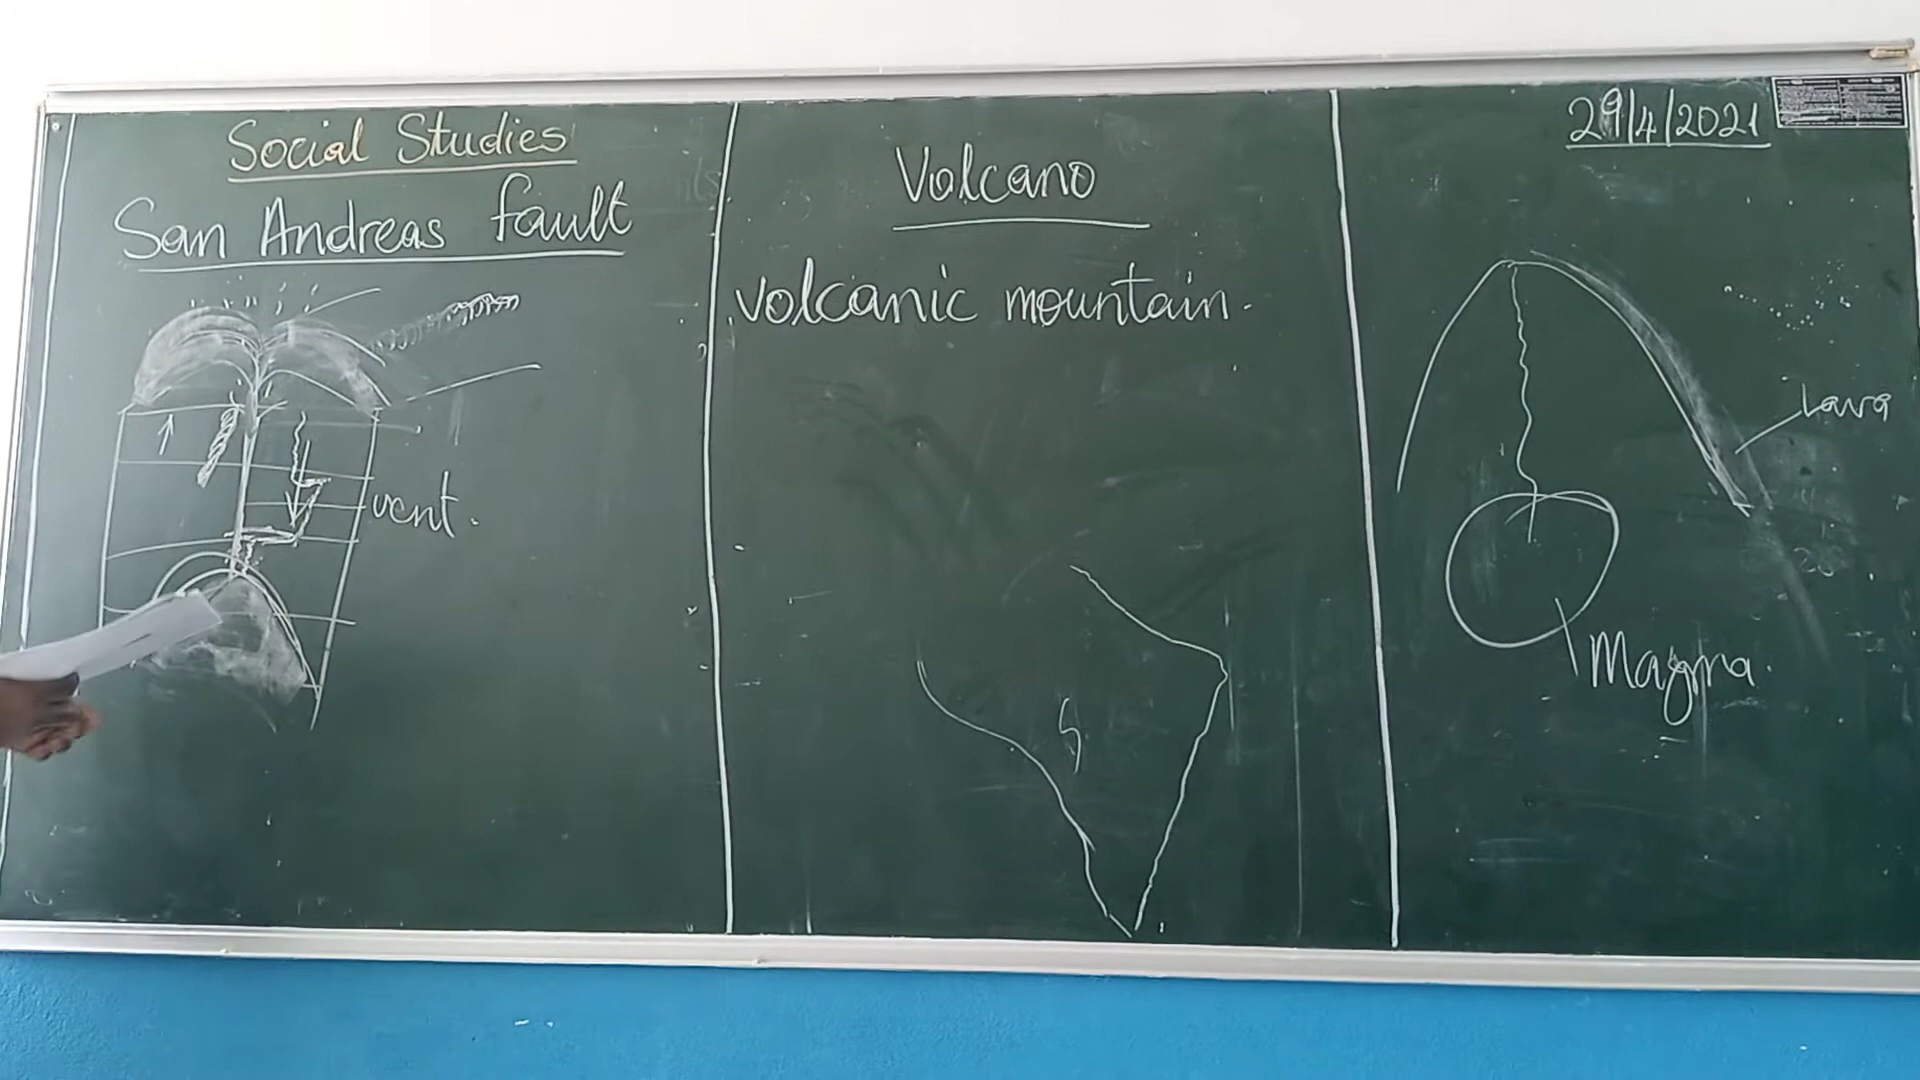 Social Studies
San Andreas fault
vent.
Volcano
volcanic mountain.
29/4/2021
Lava
Magma.